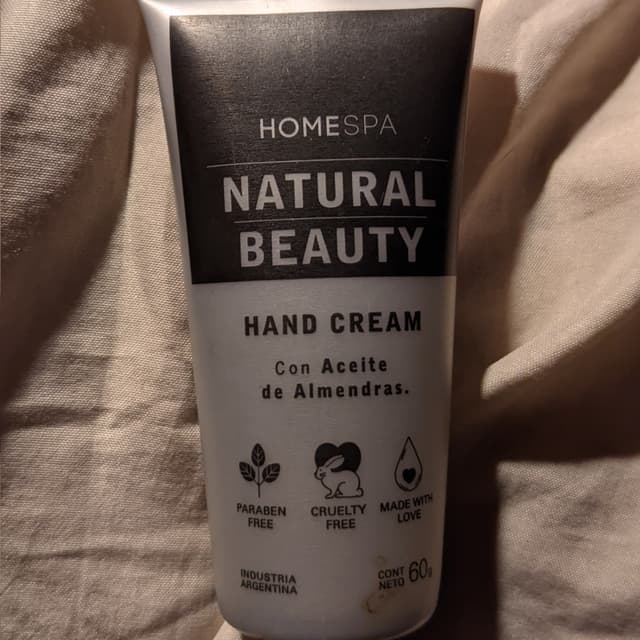 HOMESPA
NATURAL
BEAUTY
HAND CREAM
Con Aceite
de Almendras.
PARABEN
FREE
CRUELTY
FREE
MADE WITH
LOVE
INDUSTRIA
ARGENTINA
CONT
NETO 60g